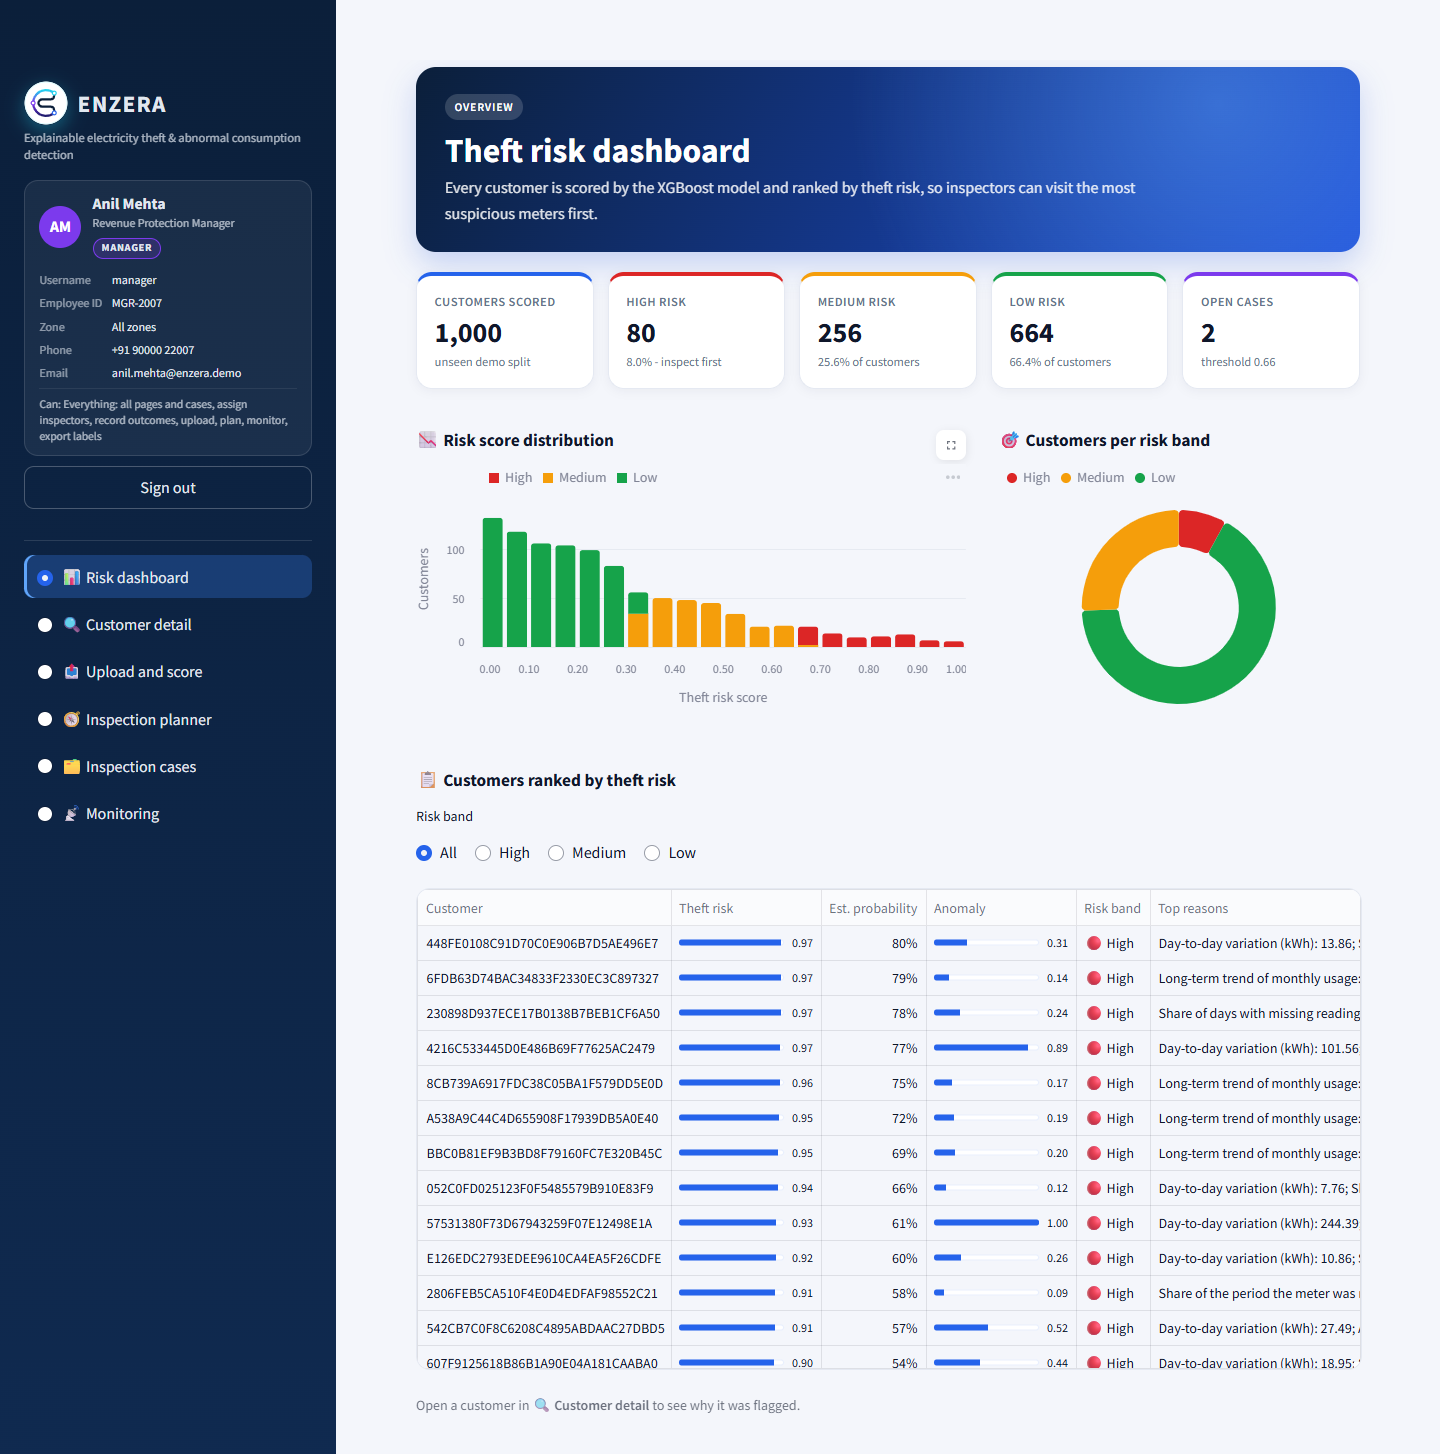 ENZERA
Explainable electricity theft & abnormal consumption
detection
AM
Anil Mehta
Revenue Protection Manager
MANAGER
Username manager
Employee ID MGR-2007
Zone All zones
Phone +91 90000 22007
Email anil.mehta@enzera.demo
Can: Everything: all pages and cases, assign
inspectors, record outcomes, upload, plan, monitor,
export labels
Sign out
Risk dashboard
Customer detail
Upload and score
Inspection planner
Inspection cases
Monitoring
OVERVIEW
Theft risk dashboard
Every customer is scored by the XGBoost model and ranked by theft risk, so inspectors can visit the most
suspicious meters first.
CUSTOMERS SCORED
1,000
unseen demo split
HIGH RISK
80
8.0% - inspect first
MEDIUM RISK
256
25.6% of customers
LOW RISK
664
66.4% of customers
OPEN CASES
2
threshold 0.66
Risk score distribution
High Medium Low
Customers
100
50
0
0.00 0.10 0.20 0.30 0.40 0.50 0.60 0.70 0.80 0.90 1.00
Theft risk score
Customers per risk band
High Medium Low
Customers ranked by theft risk
Risk band
All High Medium Low
Customer Theft risk Est. probability Anomaly Risk band Top reasons
448FE0108C91D70C0E906B7D5AE496E7 0.97 80% 0.31 High Day-to-day variation (kWh): 13.86;
6FDB63D74BAC34833F2330EC3C897327 0.97 79% 0.14 High Long-term trend of monthly usage:
230898D937ECE17B0138B7BEB1CF6A50 0.97 78% 0.24 High Share of days with missing reading
4216C533445D0E486B69F77625AC2479 0.97 77% 0.89 High Day-to-day variation (kWh): 101.56
8CB739A6917FDC38C05BA1F579DD5E0D 0.96 75% 0.17 High Long-term trend of monthly usage:
A538A9C44C4D655908F17939DB5A0E40 0.95 72% 0.19 High Long-term trend of monthly usage:
BBC0B81EF9B3BD8F79160FC7E320B45C 0.95 69% 0.20 High Long-term trend of monthly usage:
052C0FD025123F0F5485579B910E83F9 0.94 66% 0.12 High Day-to-day variation (kWh): 7.76;
57531380F73D67943259F07E12498E1A 0.93 61% 1.00 High Day-to-day variation (kWh): 244.39
E126EDC2793EDEE9610CA4EA5F26CDFE 0.92 60% 0.26 High Day-to-day variation (kWh): 10.86;
2806FEB5CA510F4E0D4EDFAF98552C21 0.91 58% 0.09 High Share of the period the meter was
542CB7C0F8C6208C4895ABDAAC27DBD5 0.91 57% 0.52 High Day-to-day variation (kWh): 27.49;
607F9125618B86B1A90E04A181CAABA0 0.90 54% 0.44 High Day-to-day variation (kWh): 18.95;
Open a customer in Customer detail to see why it was flagged.